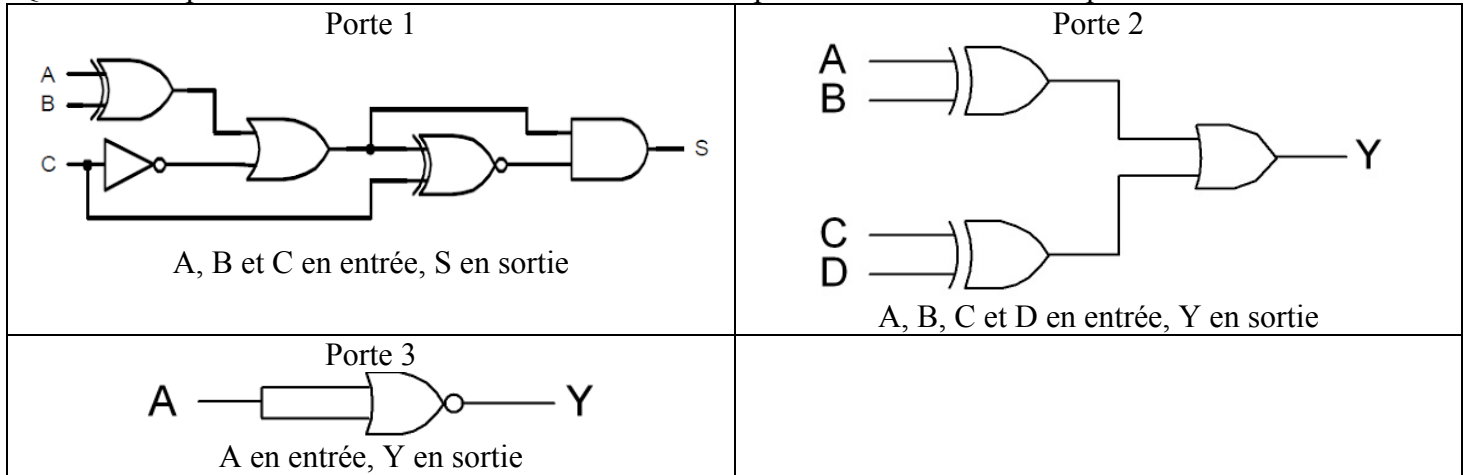 Porte 1
A
B
C
S
A, B et C en entrée, S en sortie
Porte 2
A
B
C
D
Y
A, B, C et D en entrée, Y en sortie
Porte 3
A
Y
A en entrée, Y en sortie